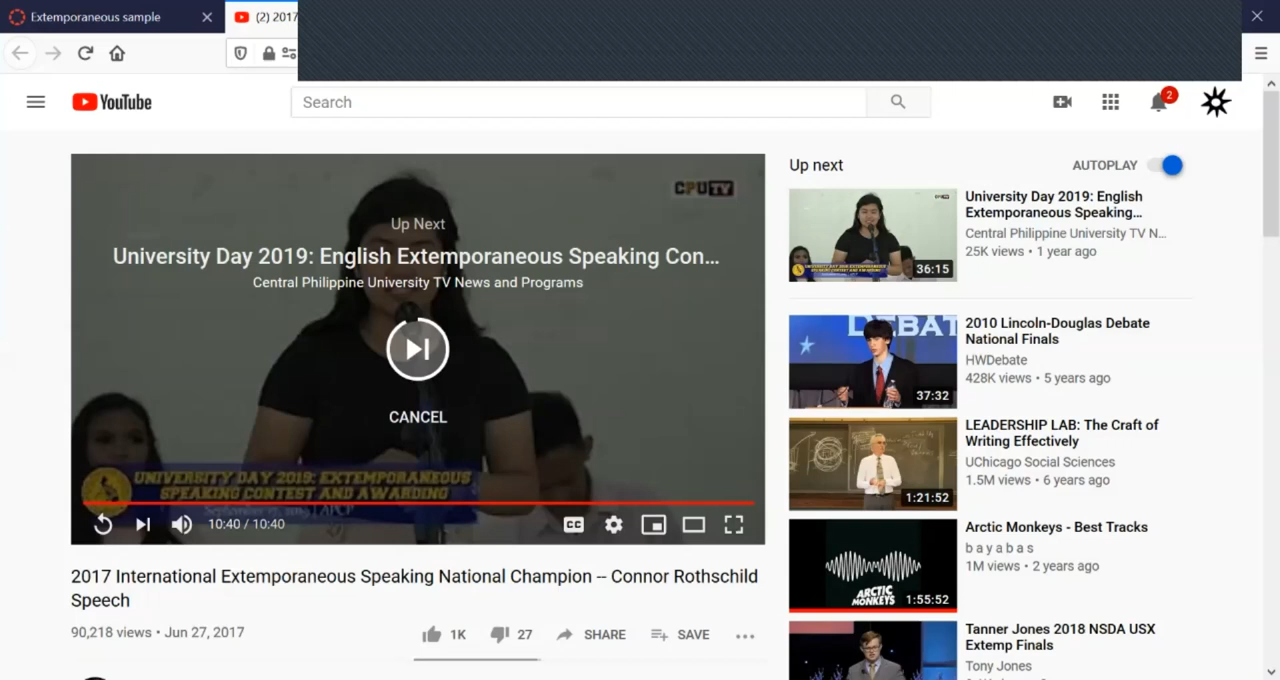 Extemporaneous sample
(2) 2017
YouTube
Search
2
CPUTV
Up Next
University Day 2019: English Extemporaneous Speaking Con...
Central Philippine University TV News and Programs
CANCEL
UNIVERSITY DAY 2019: EXTEMPORANEOUS
SPEAKING CONTEST AND AWARDING
CC
10:40 / 10:40
2017 International Extemporaneous Speaking National Champion -- Connor Rothschild
Speech
90,218 views • Jun 27, 2017
1K
27
SHARE
SAVE
Up next
AUTOPLAY
36:15
University Day 2019: English
Extemporaneous Speaking...
Central Philippine University TV N...
25K views • 1 year ago
DEBAT
37:32
2010 Lincoln-Douglas Debate
National Finals
HWDebate
428K views • 5 years ago
1:21:52
LEADERSHIP LAB: The Craft of
Writing Effectively
UChicago Social Sciences
1.5M views • 6 years ago
ARCTIC
MONKEYS
1:55:52
Arctic Monkeys - Best Tracks
b a y a b a s
1M views • 2 years ago
Tanner Jones 2018 NSDA USX
Extemp Finals
Tony Jones